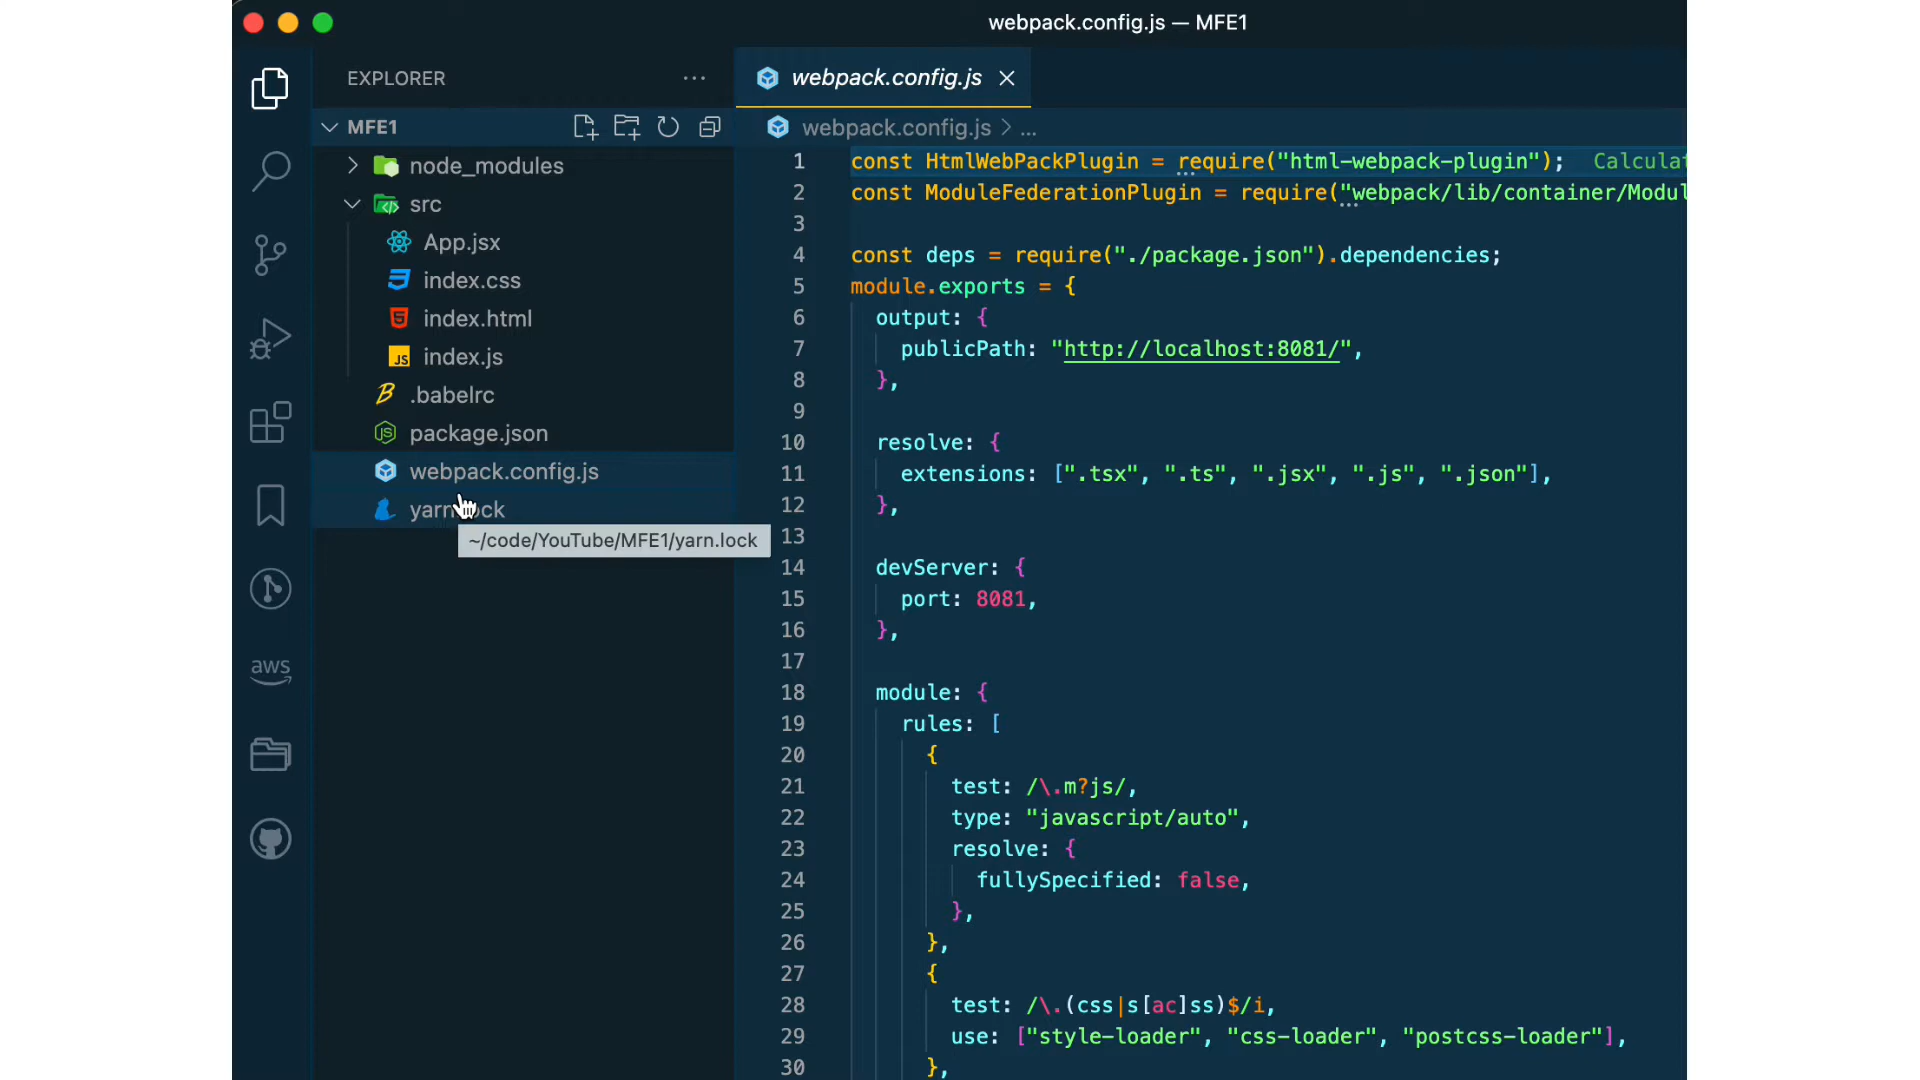 webpack.config.js — MFE1
EXPLORER
webpack.config.js
MFE1
webpack.config.js > ...
node_modules
src
App.jsx
index.css
index.html
JS index.js
.babelrc
package.json
webpack.config.js
~/code/YouTube/MFE1/yarn.lock
aws
1 const HtmlWebPackPlugin = require("html-webpack-plugin"); Calculat
2 const ModuleFederationPlugin = require("webpack/lib/container/Modul
3
4 const deps = require("./package.json").dependencies;
5 module.exports = {
6 output: {
7 publicPath: "http://localhost:8081/",
8 },
9
10 resolve: {
11 extensions: [".tsx", ".ts", ".jsx", ".js", ".json"],
12 },
13
14 devServer: {
15 port: 8081,
16 },
17
18 module: {
19 rules: [
20 {
21 test: /\.m?js/,
22 type: "javascript/auto",
23 resolve: {
24 fullySpecified: false,
25 },
26 },
27 {
28 test: /\.(css|s[ac]ss)$/i,
29 use: ["style-loader", "css-loader", "postcss-loader"],
30 },